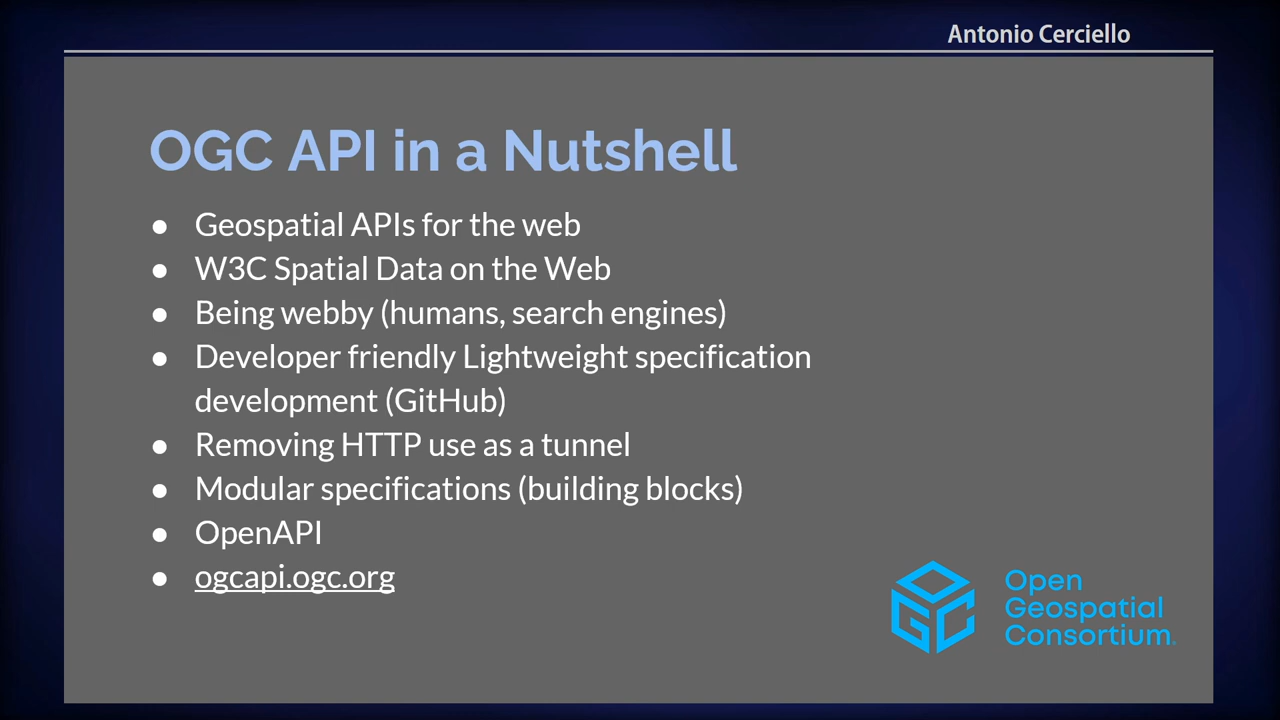 Antonio Cerciello
OGC API in a Nutshell
● Geospatial APIs for the web
● W3C Spatial Data on the Web
● Being webby (humans, search engines)
● Developer friendly Lightweight specification
development (GitHub)
● Removing HTTP use as a tunnel
● Modular specifications (building blocks)
● OpenAPI
● ogcapi.ogc.org
OGC
Open
Geospatial
Consortium